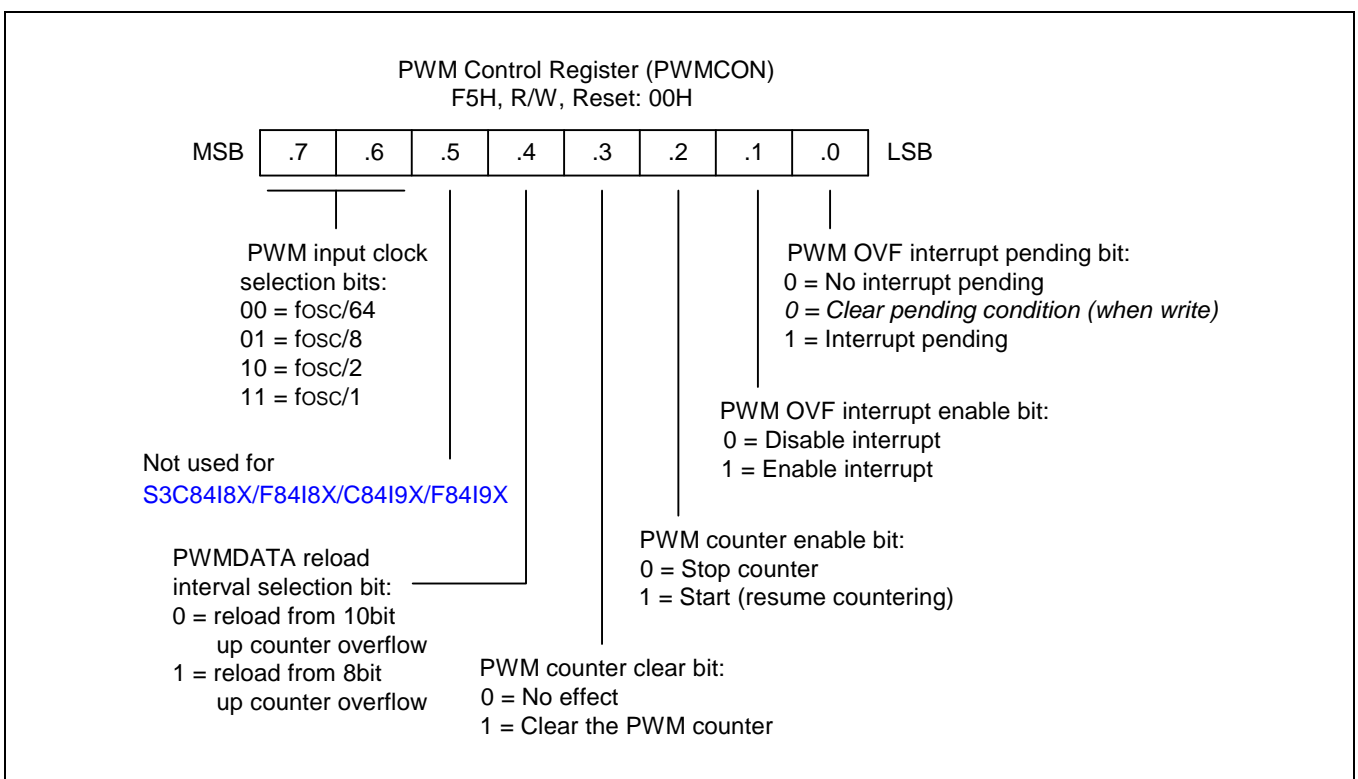 PWM Control Register (PWMCON)
F5H, R/W, Reset: 00H
MSB .7 .6 .5 .4 .3 .2 .1 .0 LSB
PWM input clock
selection bits:
00 = fOSC/64
01 = fOSC/8
10 = fOSC/2
11 = fOSC/1
PWM OVF interrupt pending bit:
0 = No interrupt pending
0 = Clear pending condition (when write)
1 = Interrupt pending
PWM OVF interrupt enable bit:
0 = Disable interrupt
1 = Enable interrupt
Not used for
S3C84I8X/F84I8X/C84I9X/F84I9X
PWM counter enable bit:
0 = Stop counter
1 = Start (resume countering)
PWMDATA reload
interval selection bit:
0 = reload from 10bit
up counter overflow
1 = reload from 8bit
up counter overflow
PWM counter clear bit:
0 = No effect
1 = Clear the PWM counter